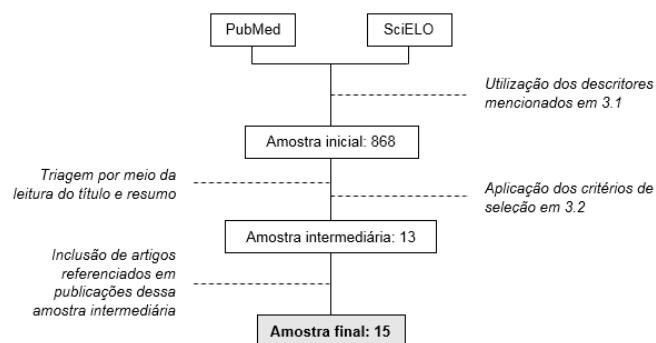 PubMed
SciELO
Utilização dos descritores
mencionados em 3.1
Amostra inicial: 868
Triagem por meio da
leitura do título e resumo
Aplicação dos critérios de
seleção em 3.2
Amostra intermediária: 13
Inclusão de artigos
referenciados em
publicações dessa
amostra intermediária
Amostra final: 15